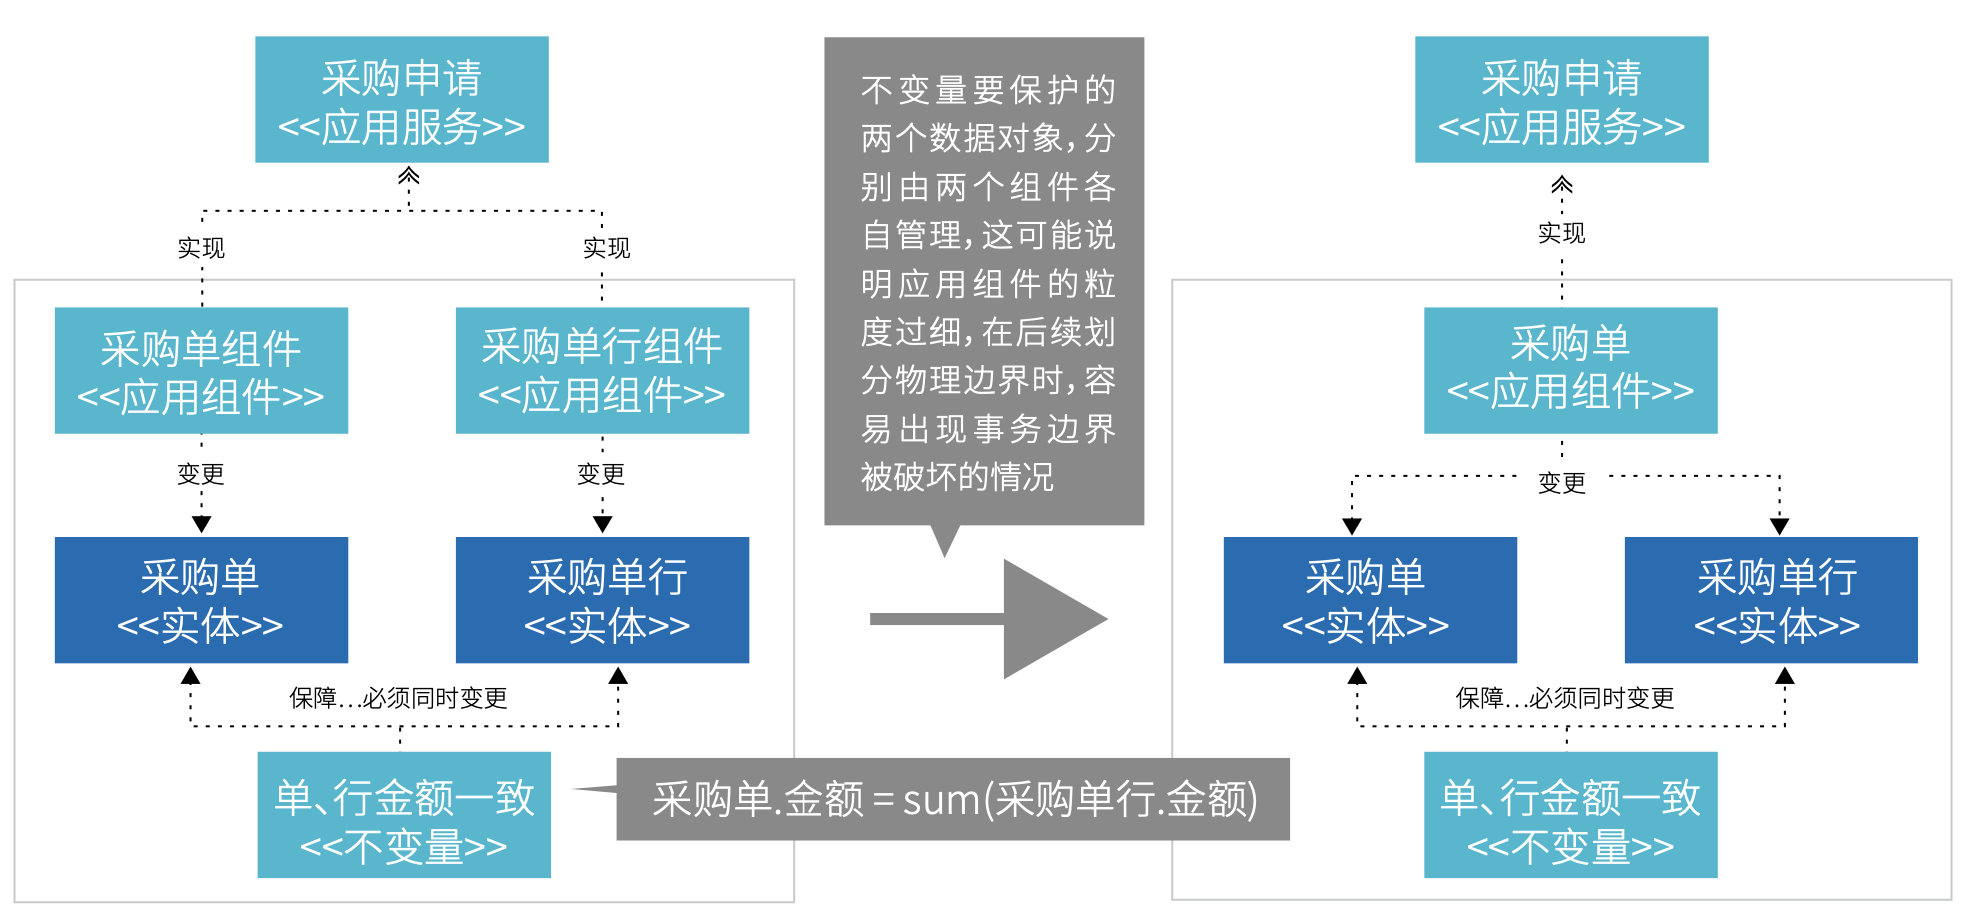 采购申请
<<应用服务>>
实现
实现
采购单组件
<<应用组件>>
采购单行组件
<<应用组件>>
变更
变更
采购单
<<实体>>
采购单行
<<实体>>
保障...必须同时变更
单、行金额一致
<<不变量>>
采购单.金额 = sum(采购单行.金额)
不变量要保护的
两个数据对象，分
别由两个组件各
自管理，这可能说
明应用组件的粒
度过细，在后续划
分物理边界时，容
易出现事务边界
被破坏的情况
采购申请
<<应用服务>>
实现
采购单
<<应用组件>>
变更
采购单
<<实体>>
采购单行
<<实体>>
保障...必须同时变更
单、行金额一致
<<不变量>>